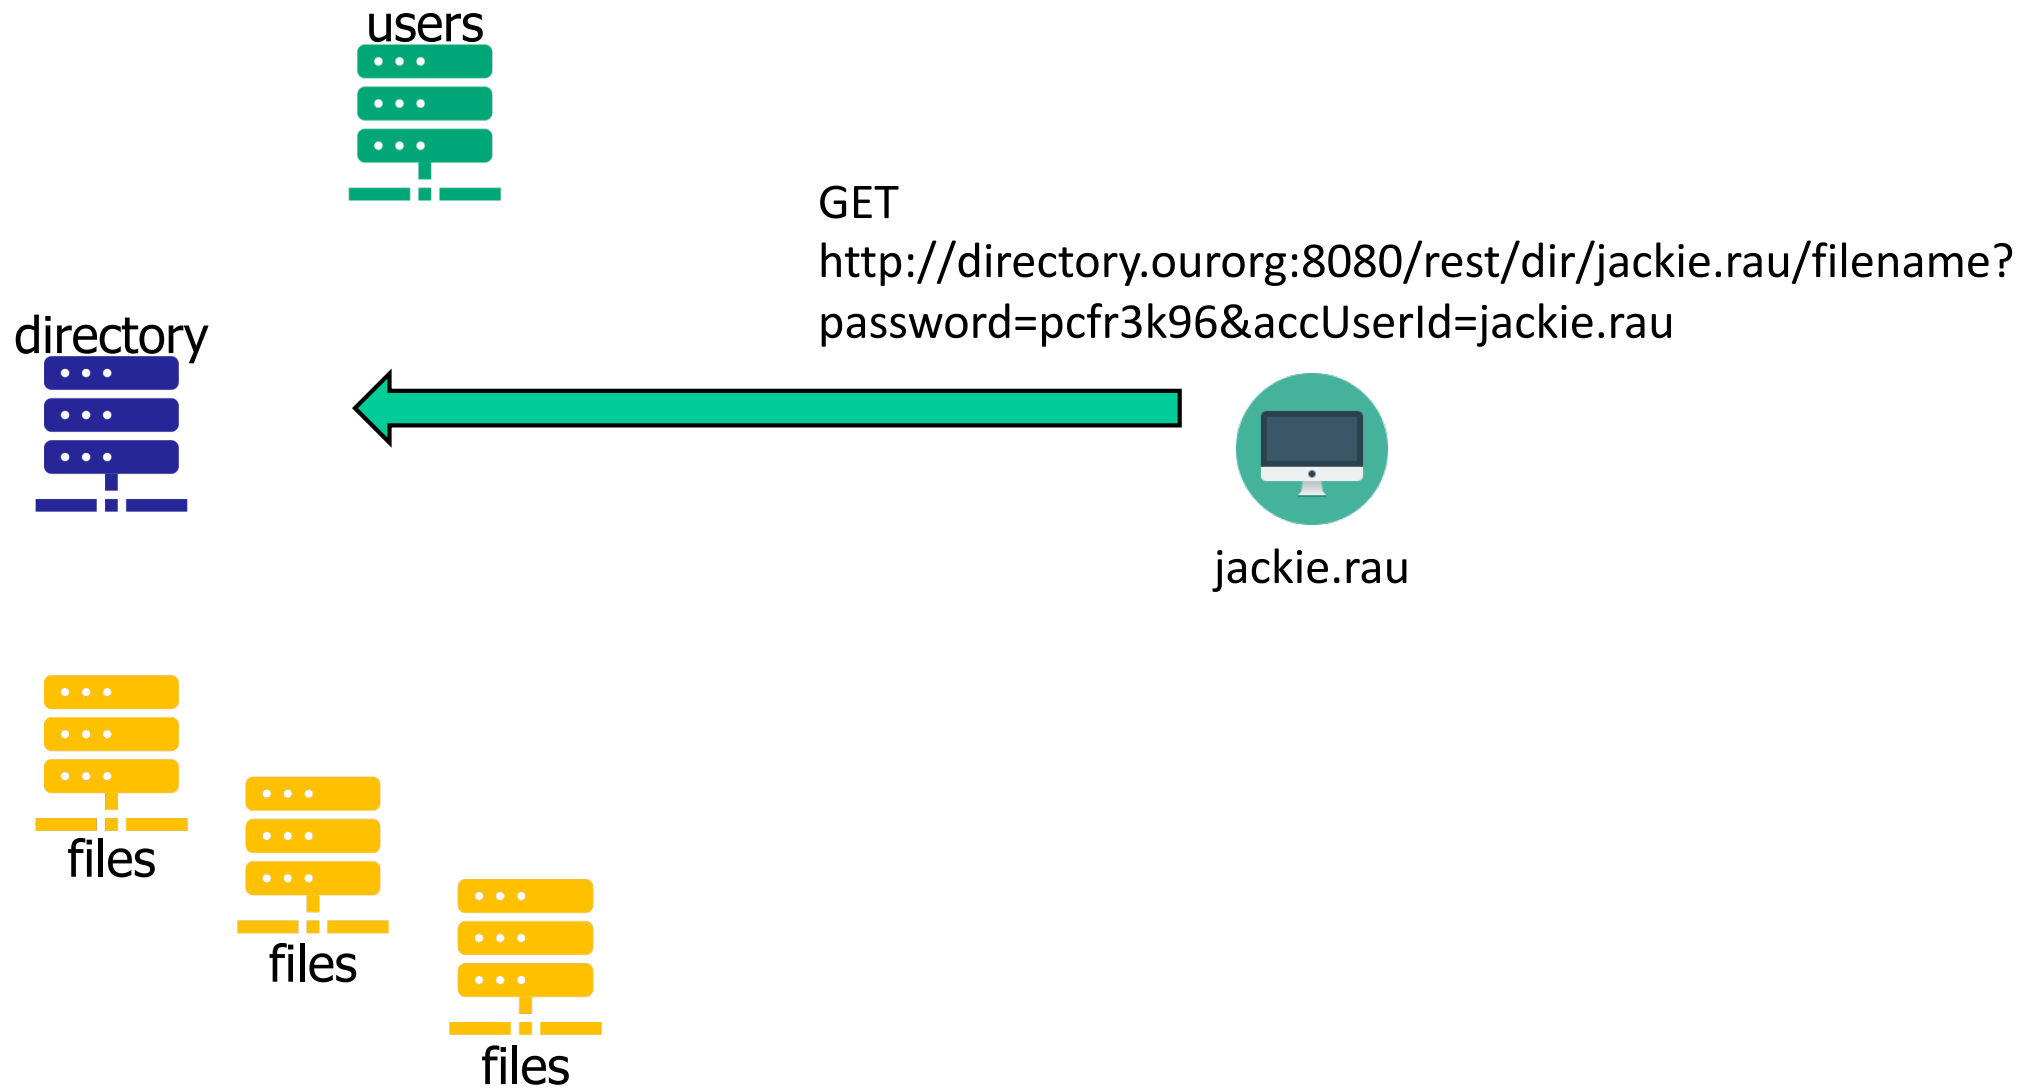 users
GET
http://directory.ourorg:8080/rest/dir/jackie.rau/filename?
password=pcfr3k96&accUserId=jackie.rau
directory
jackie.rau
files
files
files